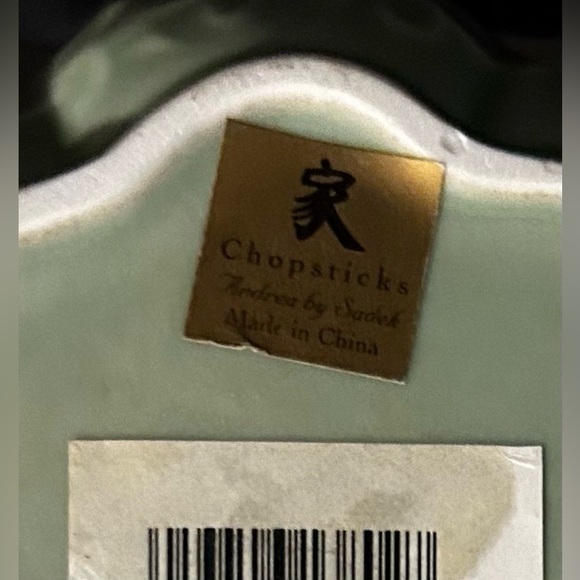 家
Chopsticks
Andrea by Sadek
Made in China